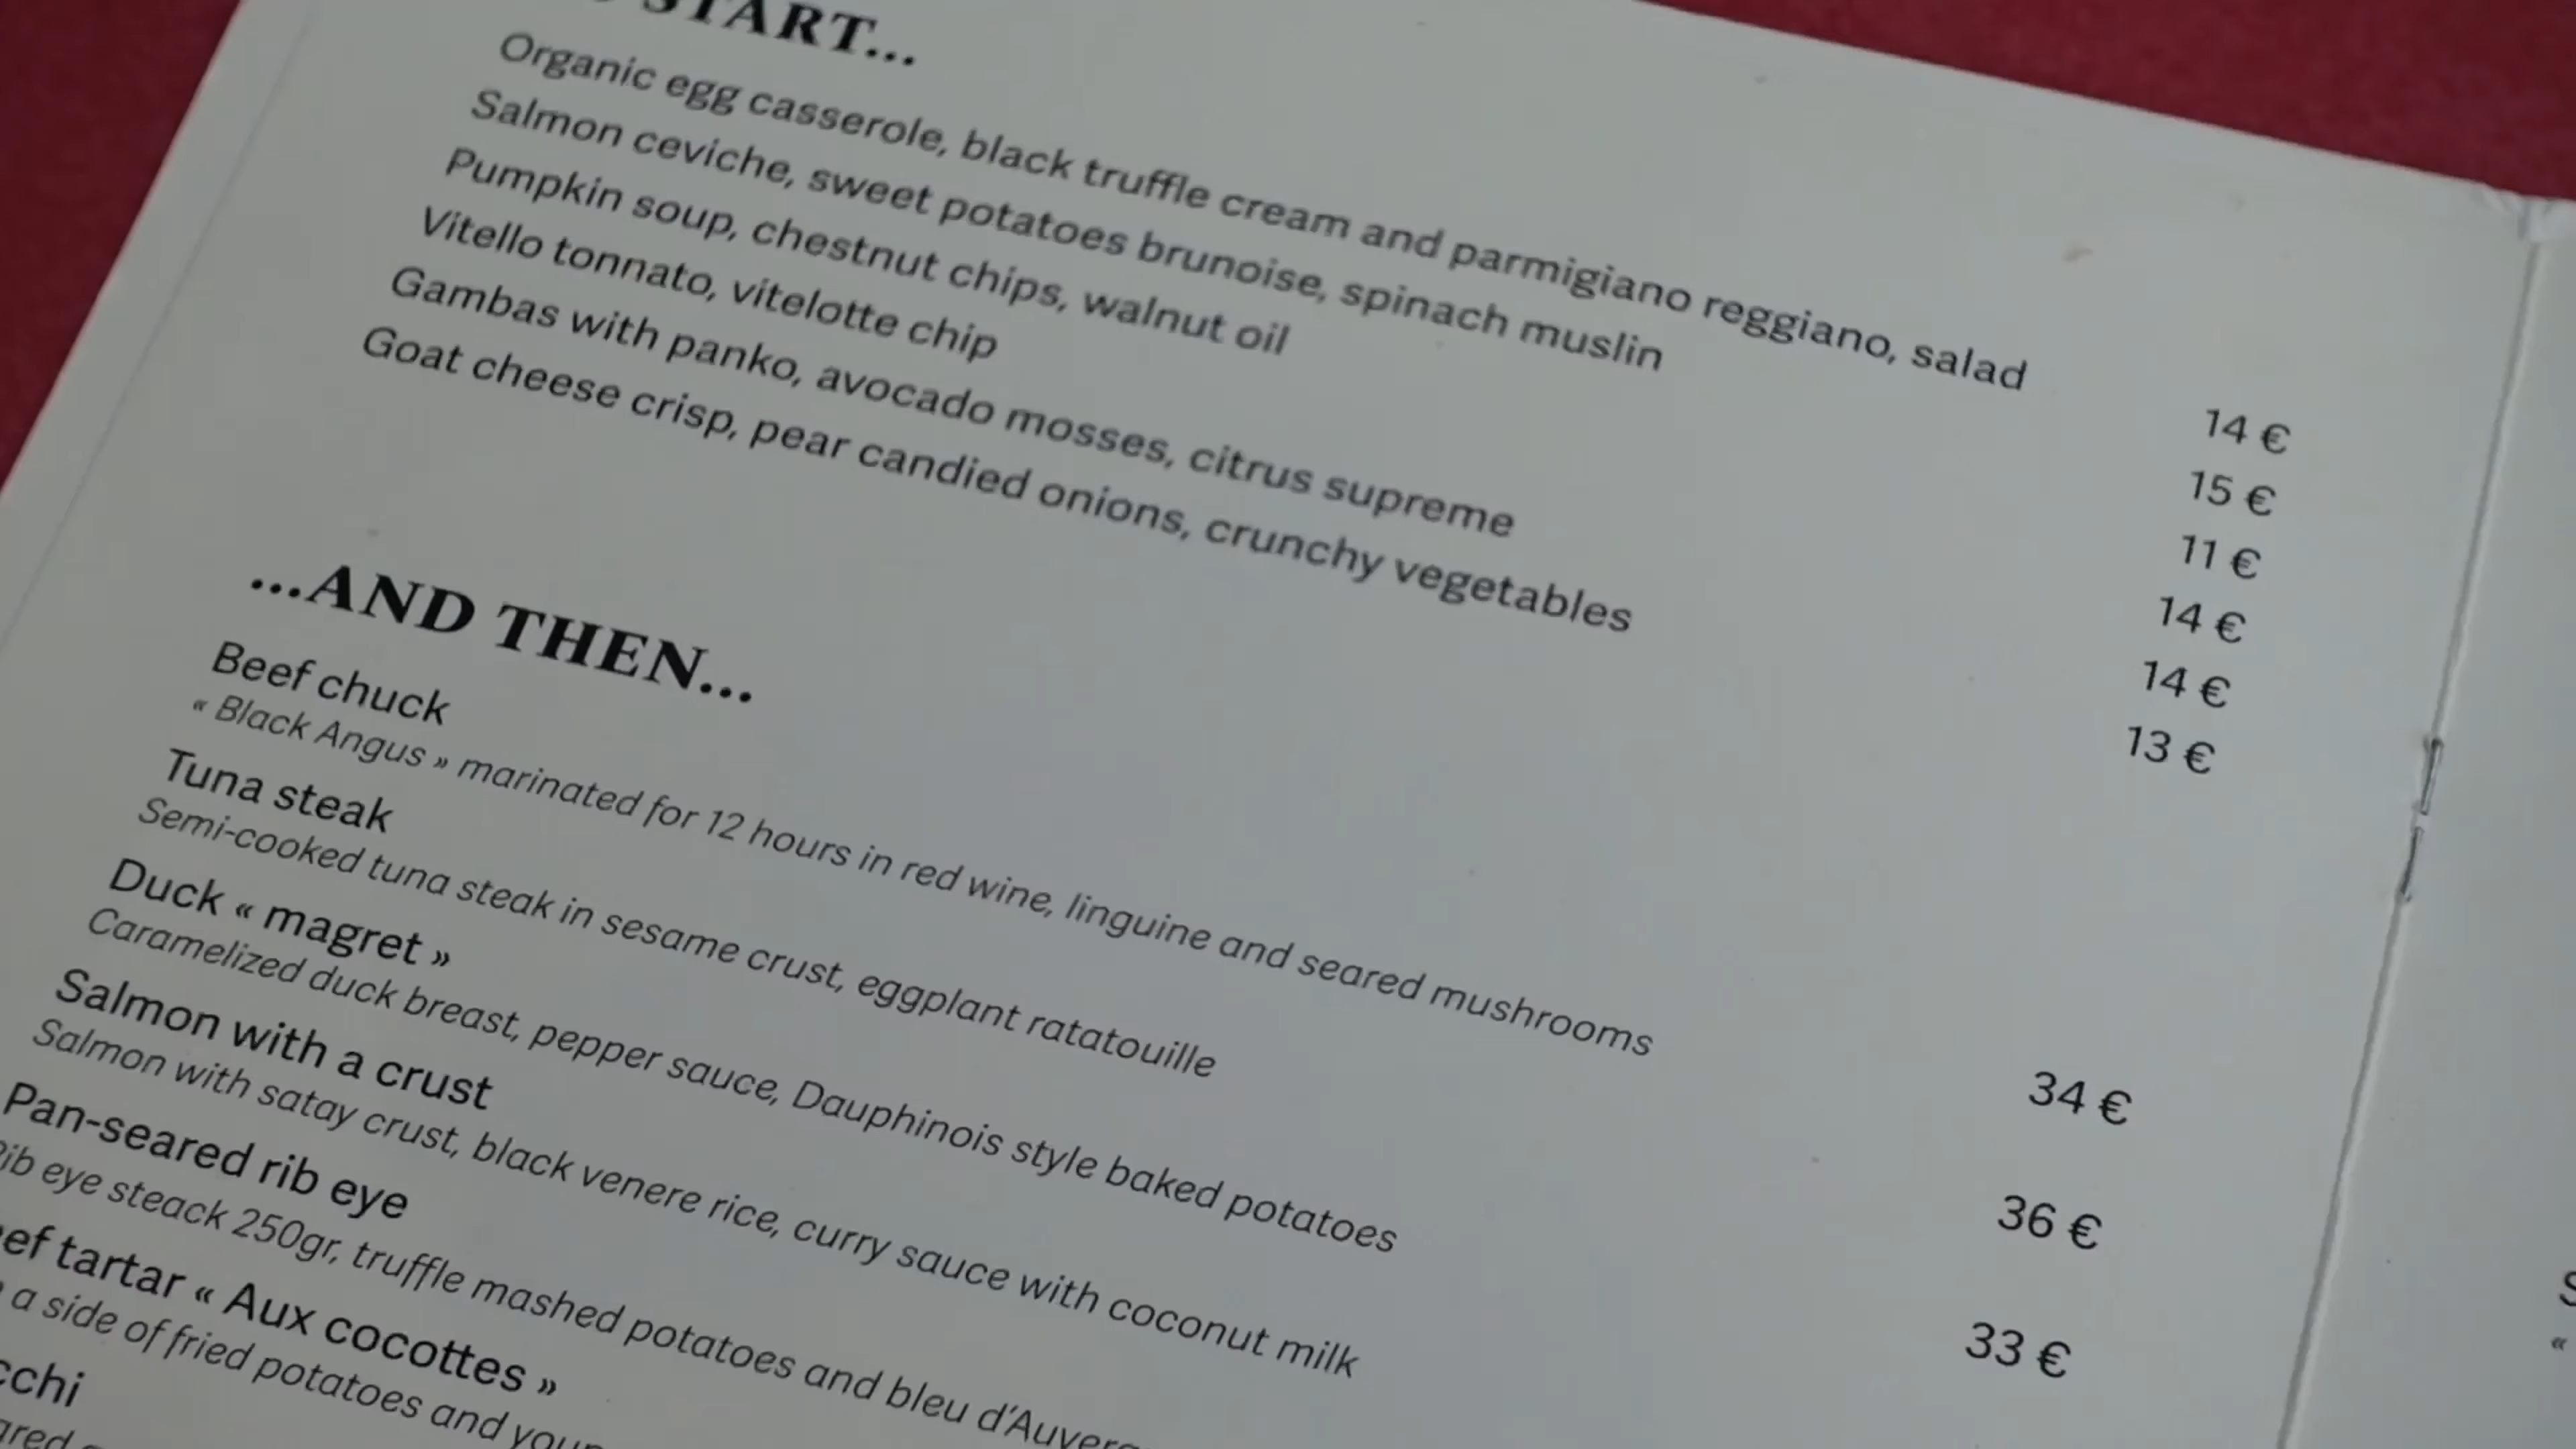 START...
Organic egg casserole, black truffle cream and parmigiano reggiano, salad 14 €
Salmon ceviche, sweet potatoes brunoise, spinach muslin 15 €
Pumpkin soup, chestnut chips, walnut oil 11 €
Vitello tonnato, vitelotte chip 14 €
Gambas with panko, avocado mosses, citrus supreme 14 €
Goat cheese crisp, pear candied onions, crunchy vegetables 13 €
...AND THEN...
Beef chuck
« Black Angus » marinated for 12 hours in red wine, linguine and seared mushrooms 34 €
Tuna steak
Semi-cooked tuna steak in sesame crust, eggplant ratatouille 36 €
Duck « magret »
Caramelized duck breast, pepper sauce, Dauphinois style baked potatoes 33 €
Salmon with a crust
Salmon with satay crust, black venere rice, curry sauce with coconut milk
Pan-seared rib eye
eye steack 250gr, truffle mashed potatoes and bleu
tartar « Aux cocottes »
a side of fried potatoes and